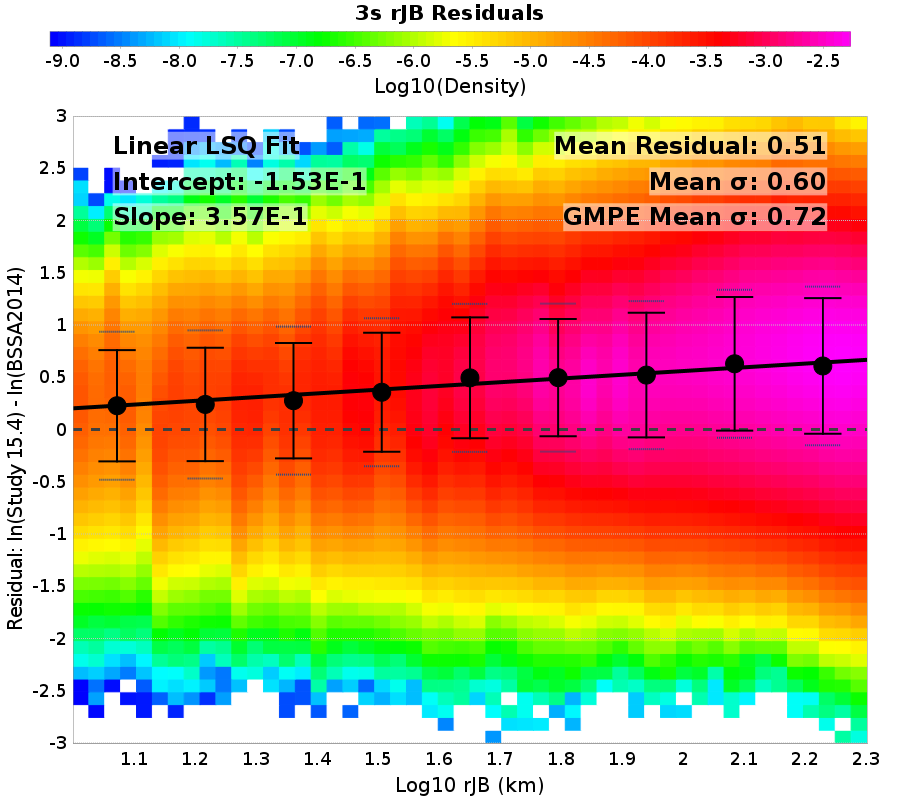 3s rJB Residuals
-9.0 -8.5 -8.0 -7.5 -7.0 -6.5 -6.0 -5.5 -5.0 -4.5 -4.0 -3.5 -3.0 -2.5
Log10(Density)
Linear LSQ Fit
Intercept: -1.53E-1
Slope: 3.57E-1
Mean Residual: 0.51
Mean σ: 0.60
GMPE Mean σ: 0.72
Residual: ln(Study 15.4) - ln(BSSA2014)
3
2.5
2
1.5
1
0.5
0
-0.5
-1
-1.5
-2
-2.5
-3
1.1 1.2 1.3 1.4 1.5 1.6 1.7 1.8 1.9 2 2.1 2.2 2.3
Log10 rJB (km)